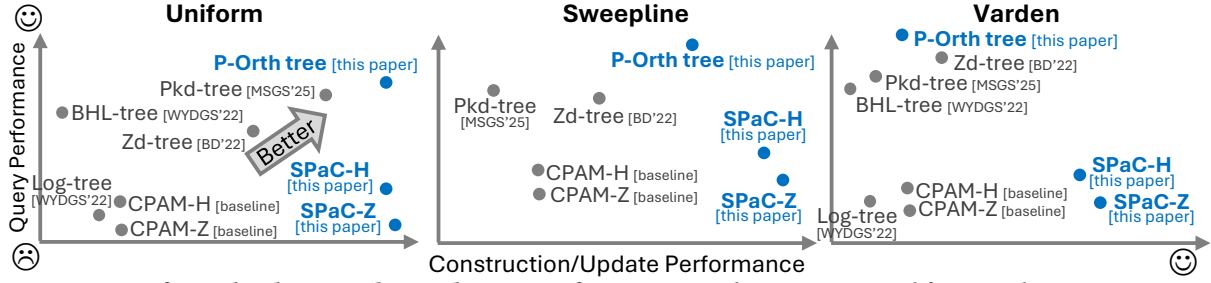 Uniform
P-Orth tree [this paper]
Pkd-tree [MSGS'25]
BHL-tree [WYDGS'22]
Zd-tree [BD'22]
Better
SPaC-H
[this paper]
Log-tree
[WYDGS'22]
CPAM-H [baseline]
SPaC-Z
[this paper]
CPAM-Z [baseline]
Query Performance
Sweepline
P-Orth tree [this paper]
Pkd-tree
[MSGS'25]
Zd-tree [BD'22]
SPaC-H
[this paper]
CPAM-H [baseline]
CPAM-Z [baseline]
SPaC-Z
[this paper]
Varden
P-Orth tree [this paper]
Zd-tree [BD'22]
Pkd-tree [MSGS'25]
BHL-tree [WYDGS'22]
SPaC-H
[this paper]
CPAM-H [baseline]
CPAM-Z [baseline]
SPaC-Z
[this paper]
Log-tree
[WYDGS'22]
Construction/Update Performance